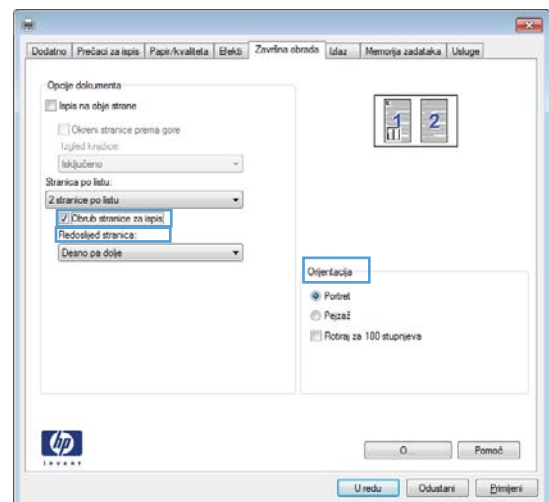 Dodatno Prečaci za ispis Papir/kvaliteta Efekti Završna obrada Izlaz Memorija zadataka Usluge
Opcije dokumenta
Ispis na obje strane
Okreni stranice prema gore
Izgled knjižice:
Isključeno
Stranica po listu:
2 stranice po listu
Obrub stranice za ispis
Redoslijed stranica:
Desno pa dolje
1 2
Orijentacija
Portret
Pejzaž
Rotiraj za 180 stupnjeva
hp
invent
O... Pomoć
U redu Odustani Primijeni